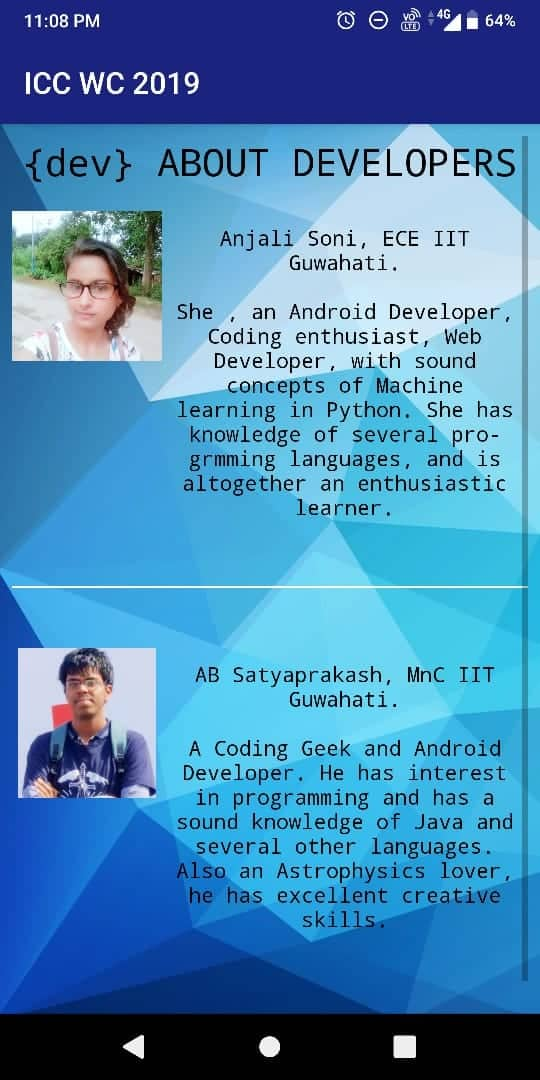 11:08 PM
VO LTE 4G 64%
ICC WC 2019
{dev} ABOUT DEVELOPERS
Anjali Soni, ECE IIT
Guwahati.
She , an Android Developer,
Coding enthusiast, Web
Developer, with sound
concepts of Machine
learning in Python. She has
knowledge of several pro-
grmming languages, and is
altogether an enthusiastic
learner.
AB Satyaprakash, MnC IIT
Guwahati.
A Coding Geek and Android
Developer. He has interest
in programming and has a
sound knowledge of Java and
several other languages.
Also an Astrophysics lover,
he has excellent creative
skills.